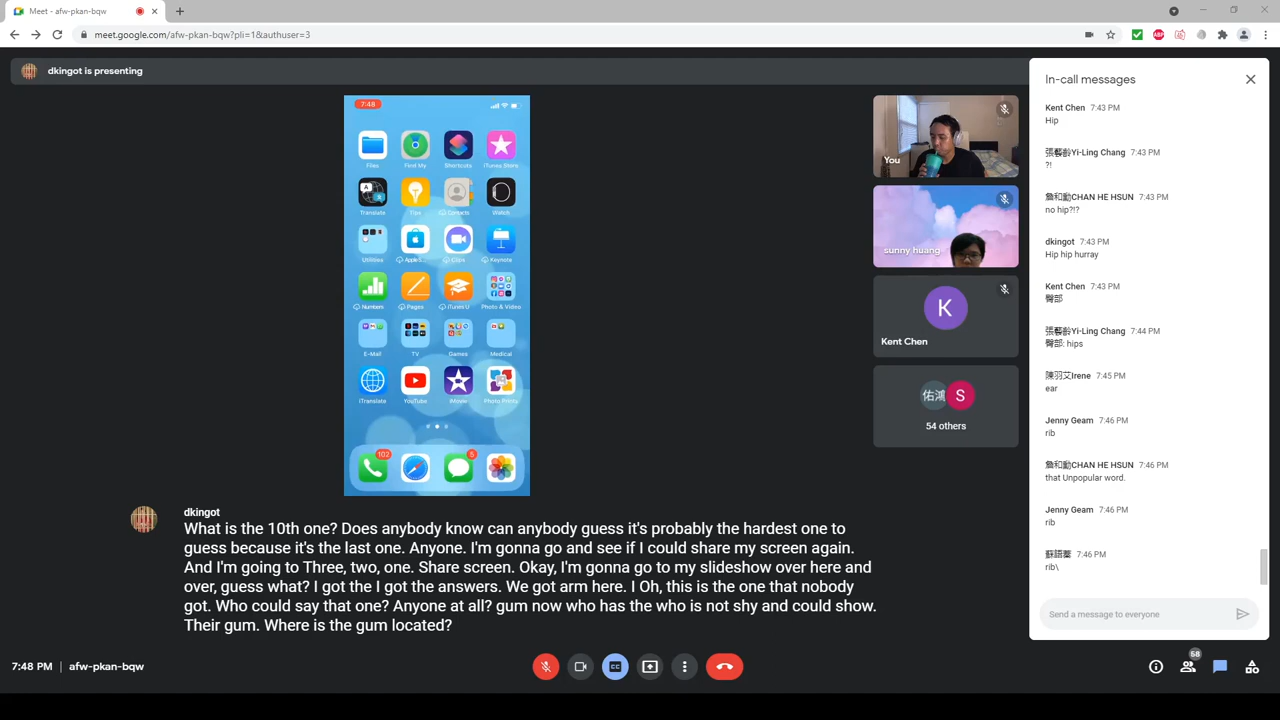 Meet - afw-pkan-bqw
meet.google.com/afw-pkan-bqw?pli=1&authuser=3
dkingot is presenting
7:48
Files
Find My
Shortcuts
iTunes Store
Translate
Tips
Contacts
Watch
Utilities
Apple S...
Clips
Keynote
Numbers
Pages
iTunes U
Photo & Video
E-Mail
TV
Games
Medical
iTranslate
YouTube
iMovie
Photo Prints
102
5
You
sunny huang
K
Kent Chen
佑鴻
S
54 others
dkingot
What is the 10th one? Does anybody know can anybody guess it's probably the hardest one to
guess because it's the last one. Anyone. I'm gonna go and see if I could share my screen again.
And I'm going to Three, two, one. Share screen. Okay, I'm gonna go to my slideshow over here and
over, guess what? I got the I got the answers. We got arm here. I Oh, this is the one that nobody
got. Who could say that one? Anyone at all? gum now who has the who is not shy and could show.
Their gum. Where is the gum located?
In-call messages
Kent Chen 7:43 PM
Hip
張藝齡Yi-Ling Chang 7:43 PM
?!
詹和勳CHAN HE HSUN 7:43 PM
no hip?!?
dkingot 7:43 PM
Hip hip hurray
Kent Chen 7:43 PM
臀部
張藝齡Yi-Ling Chang 7:44 PM
臀部: hips
陳羽艾Irene 7:45 PM
ear
Jenny Geam 7:46 PM
rib
詹和勳CHAN HE HSUN 7:46 PM
that Unpopular word.
Jenny Geam 7:46 PM
rib
蘇語蓁 7:46 PM
rib\
Send a message to everyone
7:48 PM | afw-pkan-bqw
58